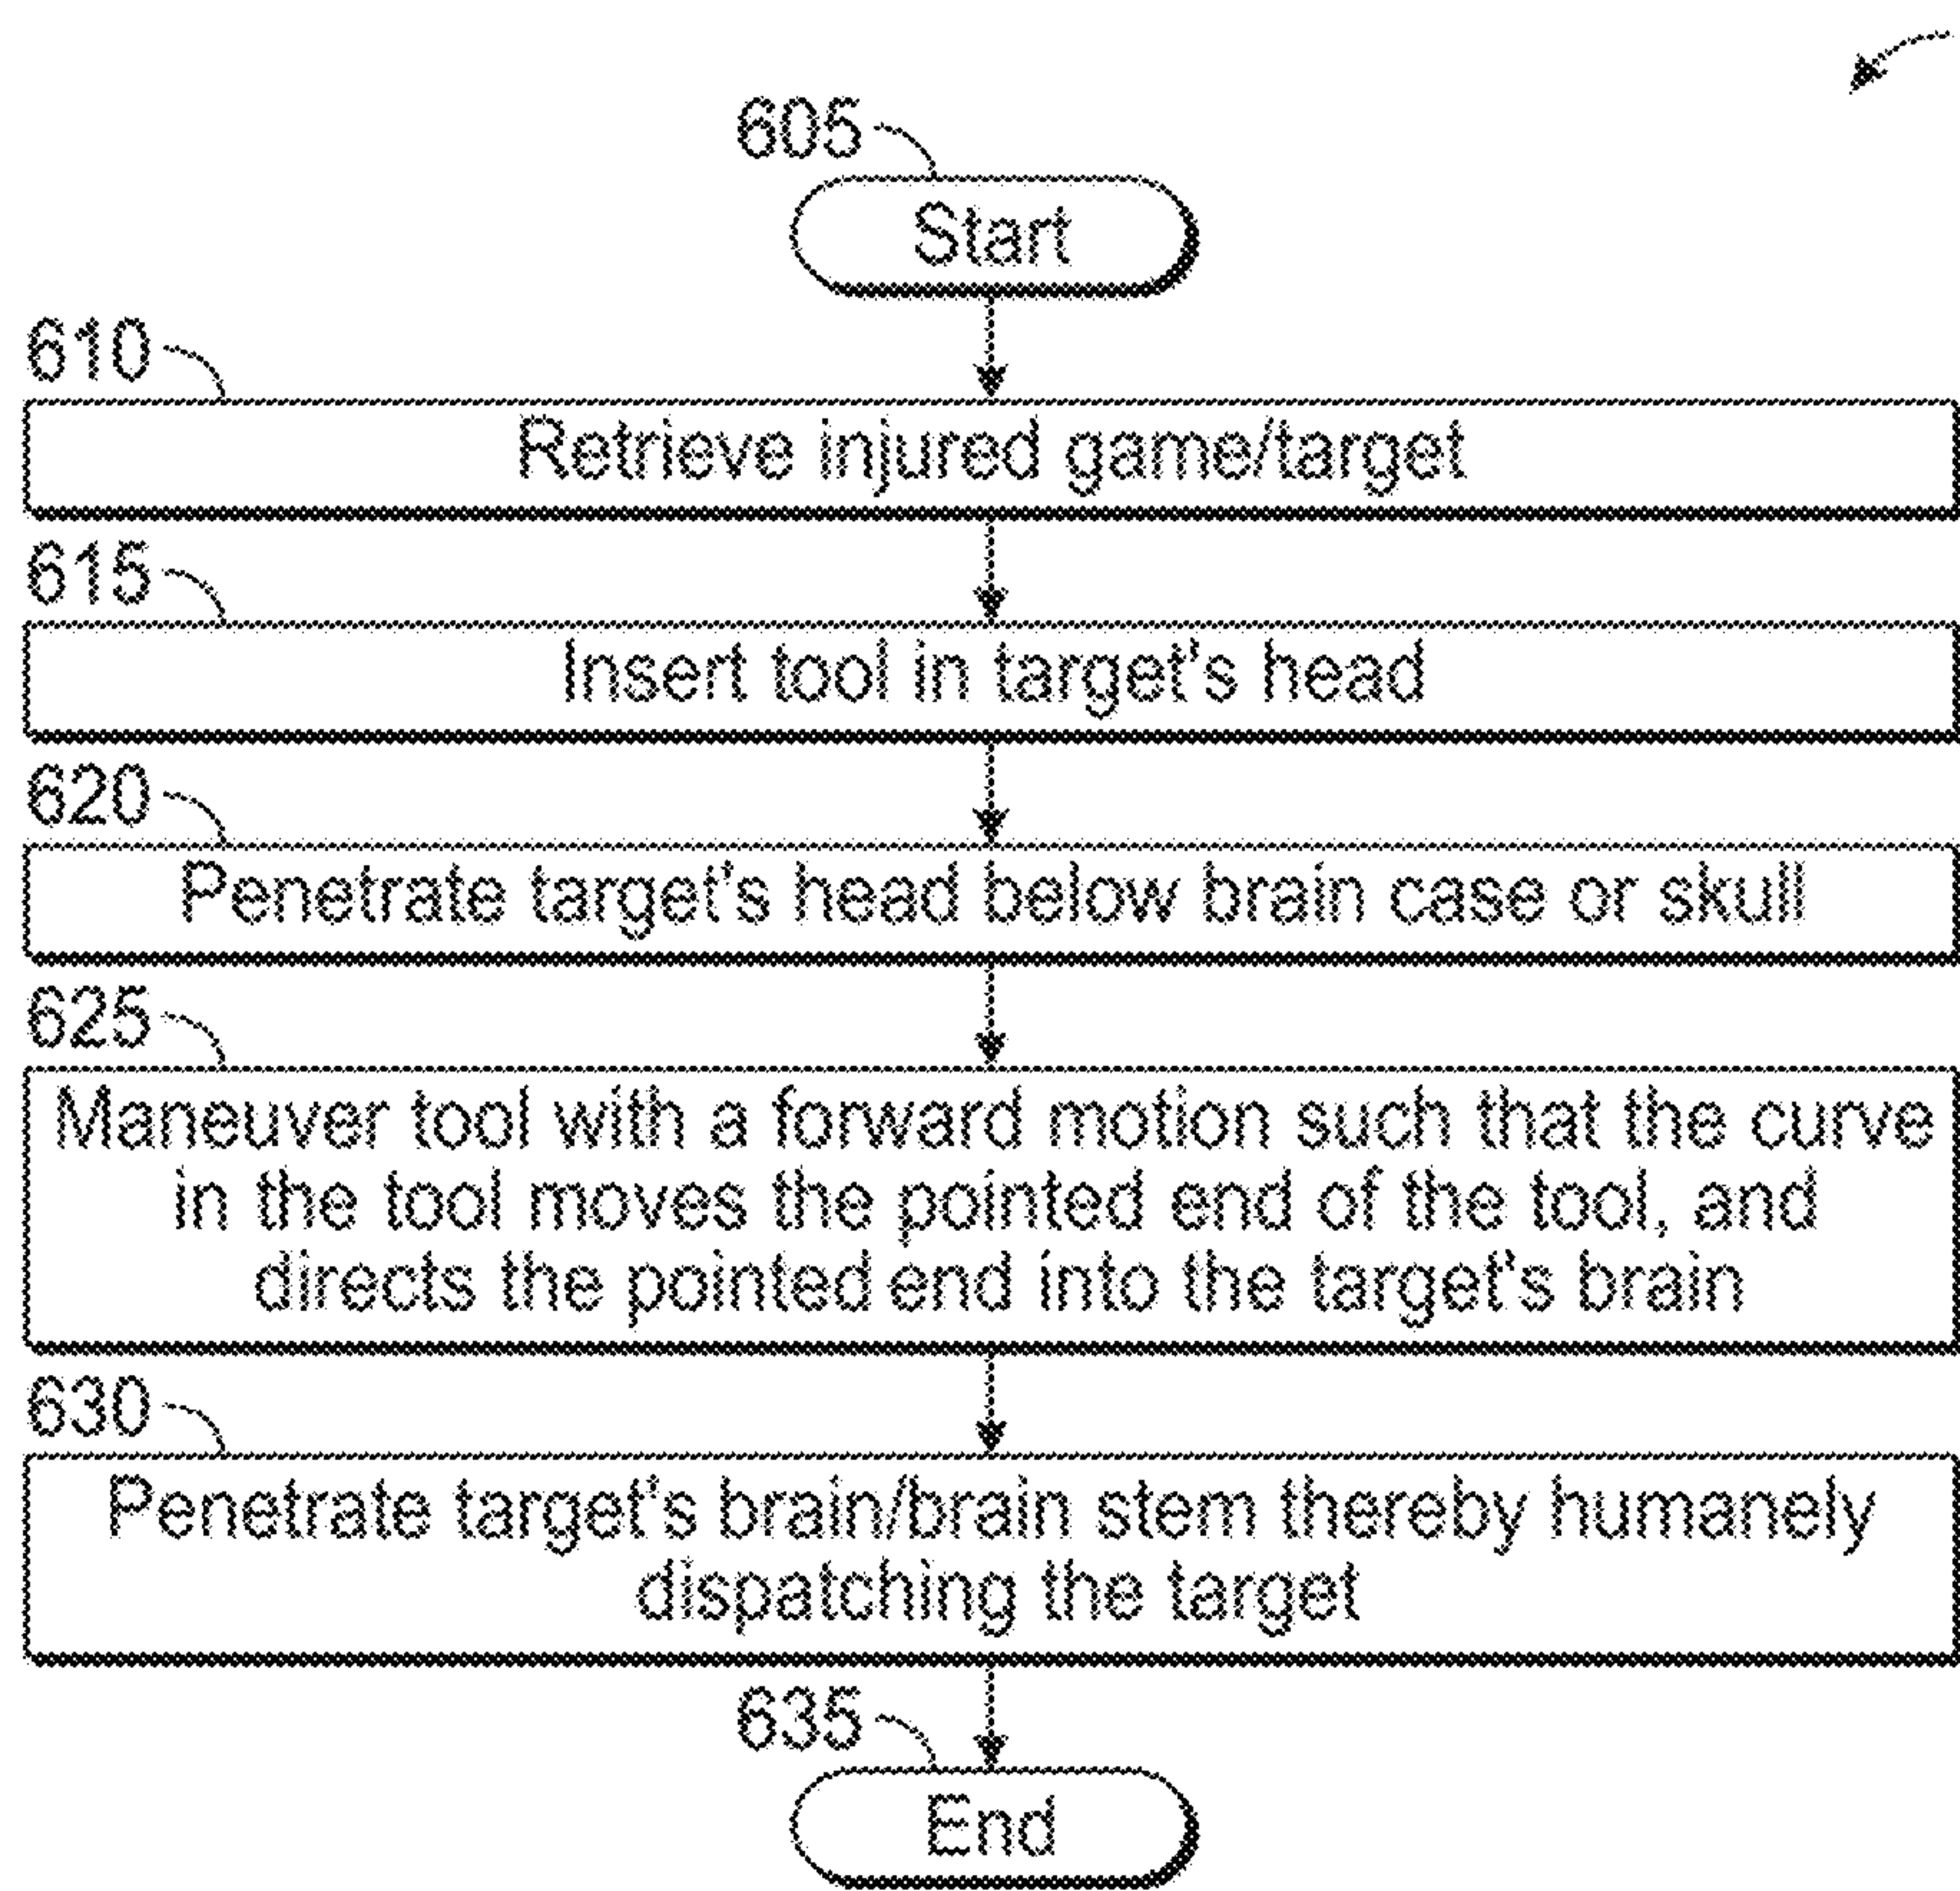 605
Start
610
Retrieve injured game/target
615
Insert tool in target's head
620
Penetrate target's head below brain case or skull
625
Maneuver tool with a forward motion such that the curve
in the tool moves the pointed end of the tool, and
directs the pointed end into the target's brain
630
Penetrate target's brain/brain stem thereby humanely
dispatching the target
635
End